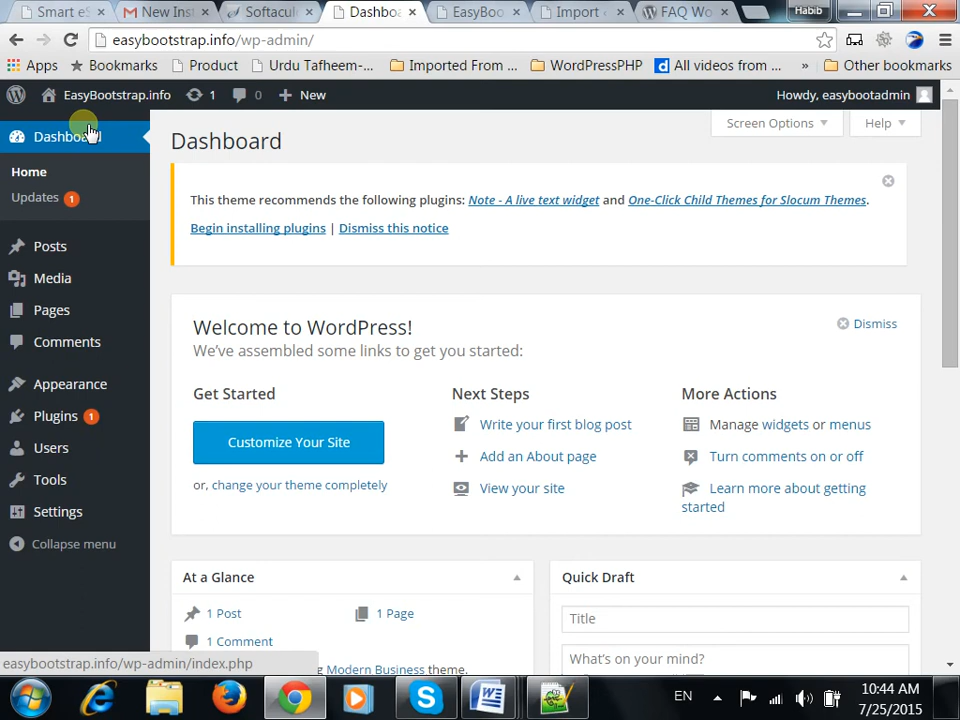 Smart eS
New Inst
Softacul
Dashboa
EasyBoo
Import
FAQ Wo
Habib
easybootstrap.info/wp-admin/
Apps
Bookmarks
Product
Urdu Tafheem-...
Imported From...
WordPressPHP
All videos from ...
»
Other bookmarks
EasyBootstrap.info
1
0
New
Howdy, easybootadmin
Dashboard
Home
Updates 1
Posts
Media
Pages
Comments
Appearance
Plugins 1
Users
Tools
Settings
Collapse menu
Screen Options
Help
Dashboard
This theme recommends the following plugins: Note - A live text widget and One-Click Child Themes for Slocum Themes.
Begin installing plugins | Dismiss this notice
Welcome to WordPress!
Dismiss
We've assembled some links to get you started:
Get Started
Customize Your Site
or, change your theme completely
Next Steps
Write your first blog post
Add an About page
View your site
More Actions
Manage widgets or menus
Turn comments on or off
Learn more about getting
started
At a Glance
1 Post
1 Page
1 Comment
Modern Business theme.
Quick Draft
Title
What's on your mind?
easybootstrap.info/wp-admin/index.php
EN
10:44 AM
7/25/2015